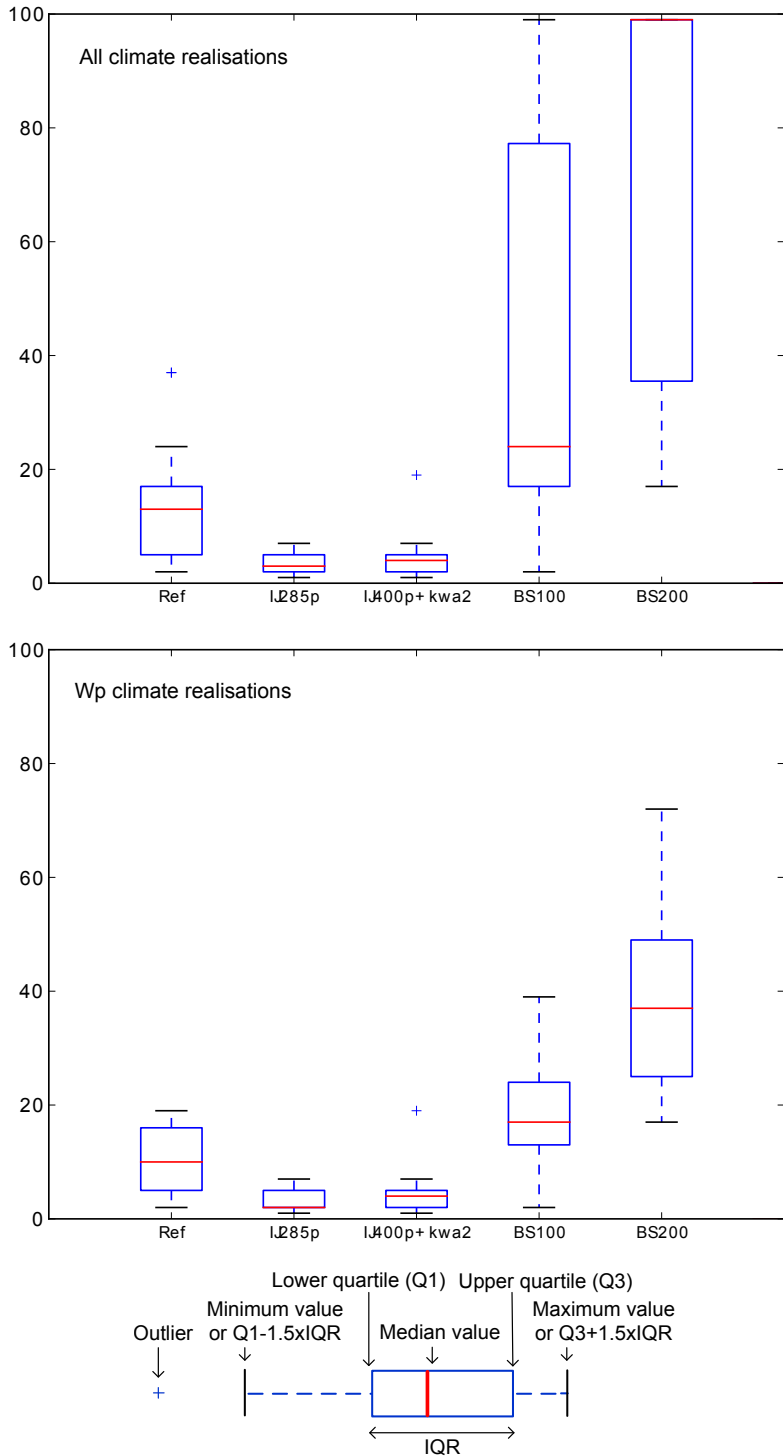 100
All climate realisations
80
60
40
20
0
Ref IJ285p IJ400p+ kwa2 BS100 BS200
100
Wp climate realisations
80
60
40
20
0
Ref IJ285p IJ400p+ kwa2 BS100 BS200
Lower quartile (Q1) Upper quartile (Q3)
Minimum value Maximum value
Outlier or Q1-1.5xIQR Median value or Q3+1.5xIQR
IQR